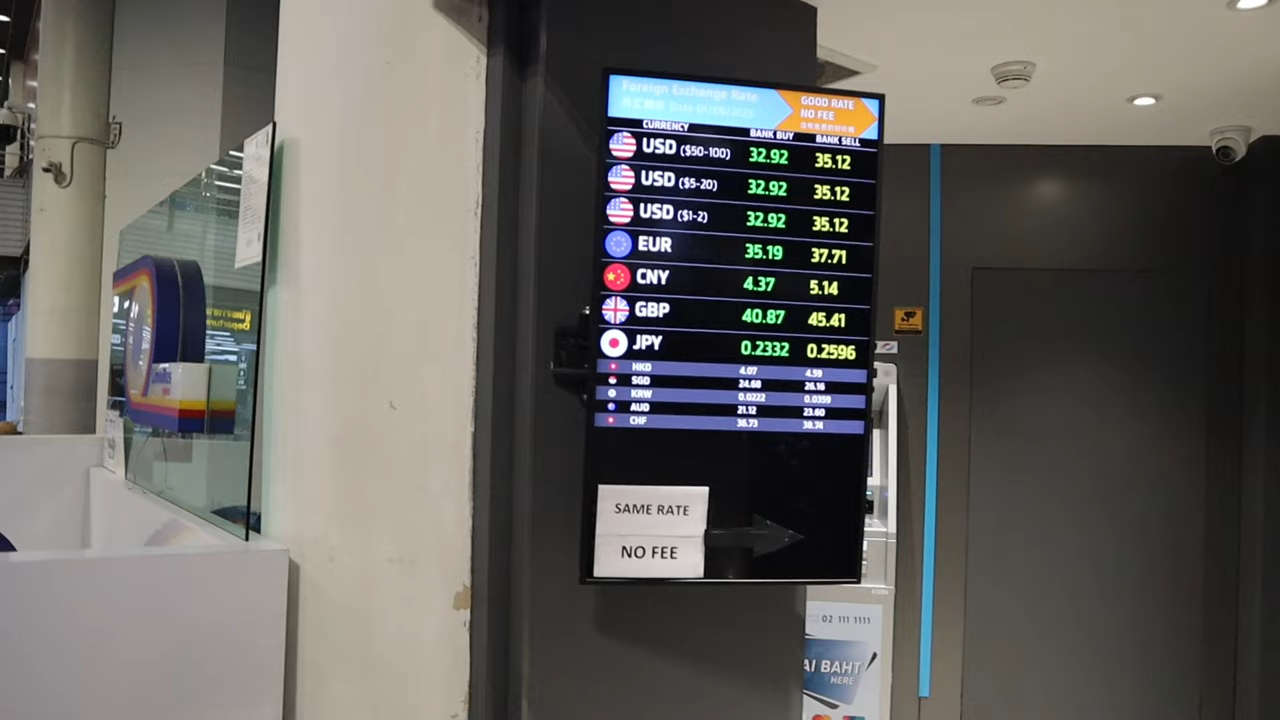 Foreign Exchange Rate
GOOD RATE
NO FEE
CURRENCY BANK BUY BANK SELL
USD ($50-100) 32.92 35.12
USD ($5-20) 32.92 35.12
USD ($1-2) 32.92 35.12
EUR 35.19 37.71
CNY 4.37 5.14
GBP 40.87 45.41
JPY 0.2332 0.2596
HKD 4.07 4.59
SGD 24.68 26.16
KRW 0.0222 0.0359
AUD 21.12 23.60
CHF 36.73 38.74
SAME RATE
NO FEE
02 111 1111
AI BAHT
HERE